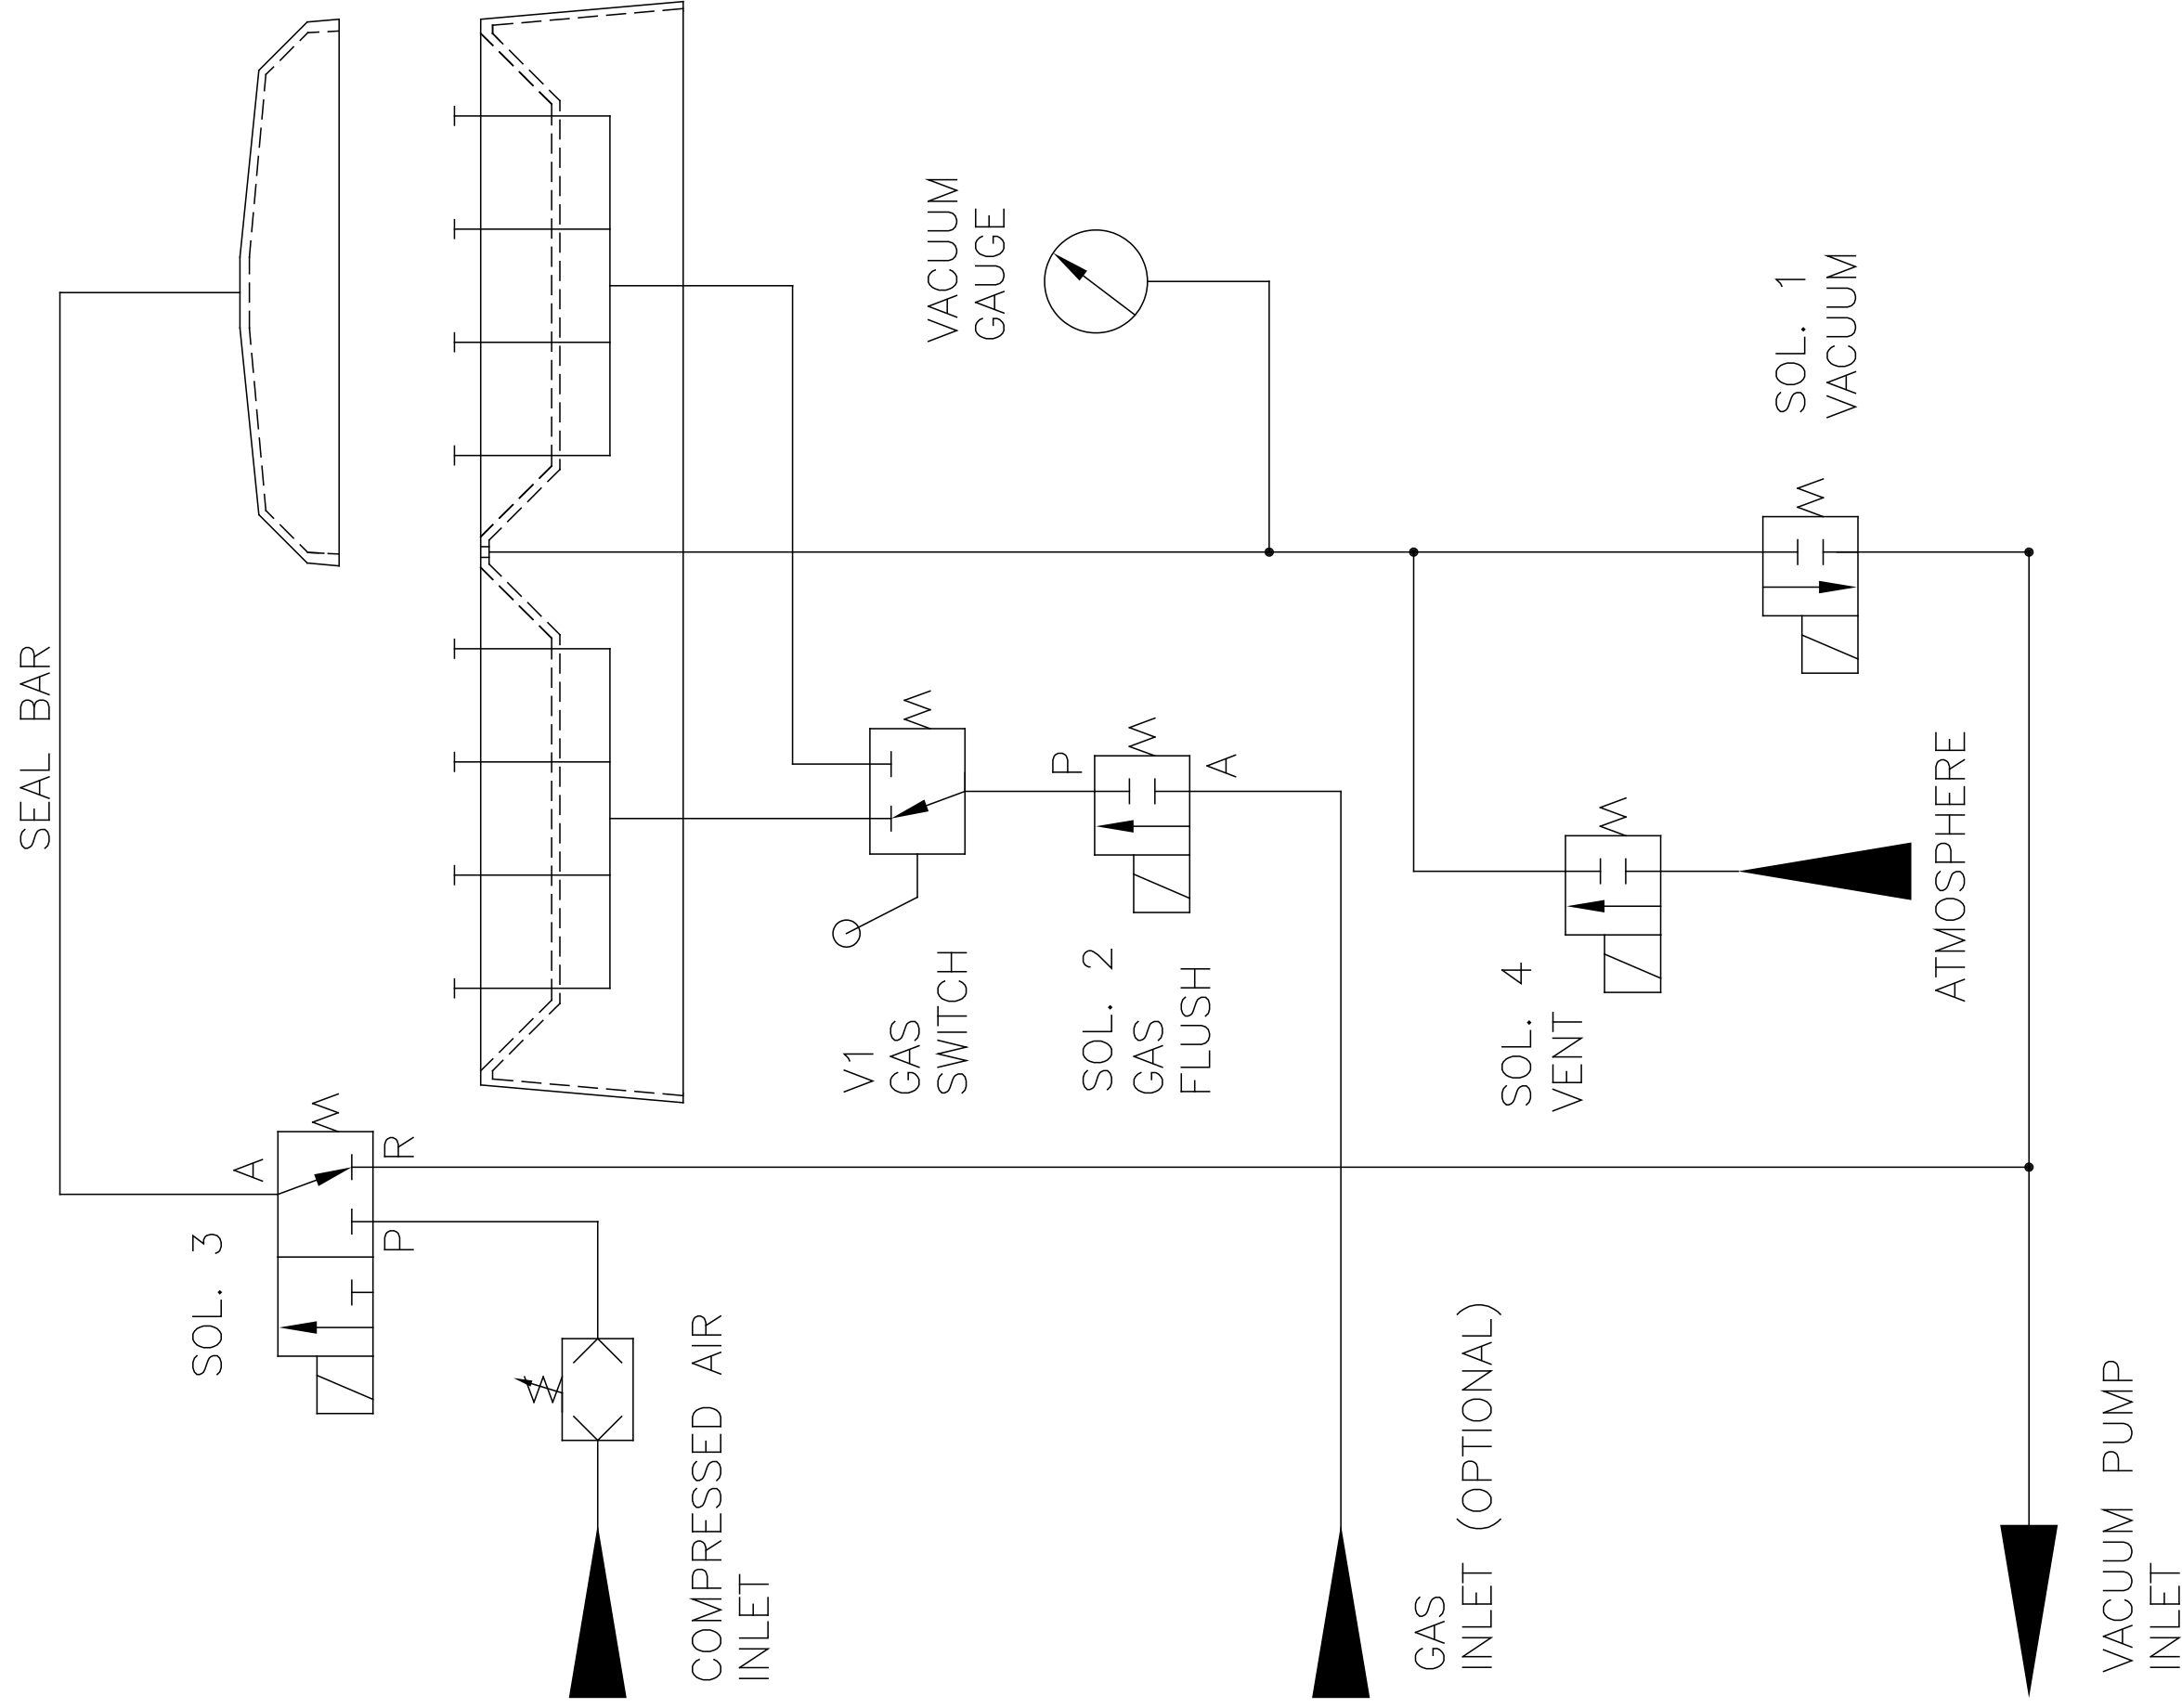 SEAL BAR
SOL. 3
A
R
P
COMPRESSED AIR
INLET
VACUUM
GAUGE
V1
GAS
SWITCH
P
A
SOL. 2
GAS
FLUSH
GAS
INLET (OPTIONAL)
SOL. 4
VENT
SOL. 1
VACUUM
ATMOSPHERE
VACUUM PUMP
INLET